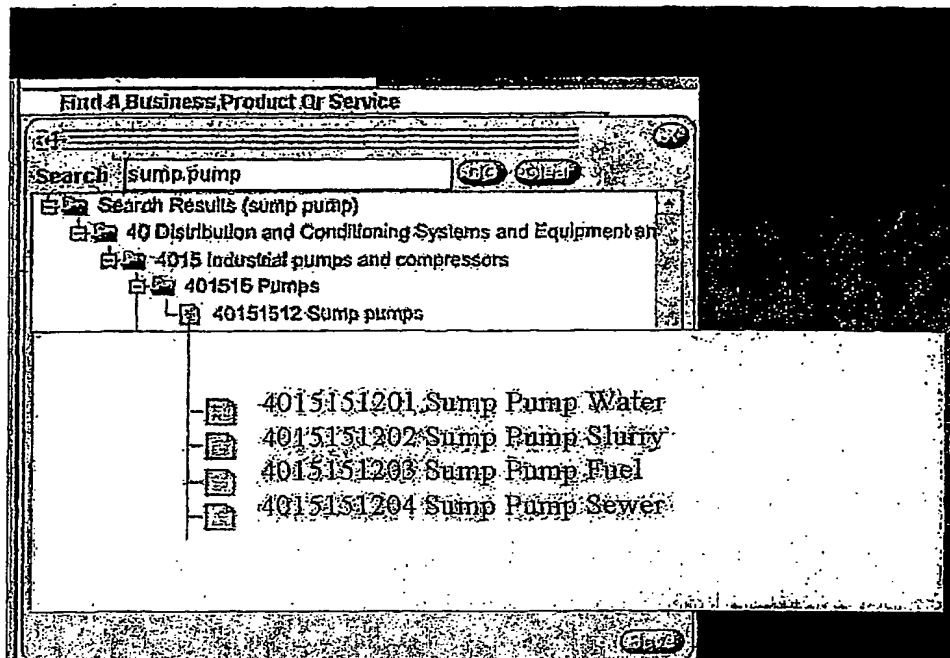 Find A Business,Product Or Service
Search sump pump Clear
Search Results (sump pump)
40 Distribution and Conditioning Systems and Equipment an
4015 Industrial pumps and compressors
401515 Pumps
40151512 Sump pumps
4015151201 Sump Pump Water
4015151202 Sump Pump Slurry
4015151203 Sump Pump Fuel
4015151204 Sump Pump Sewer